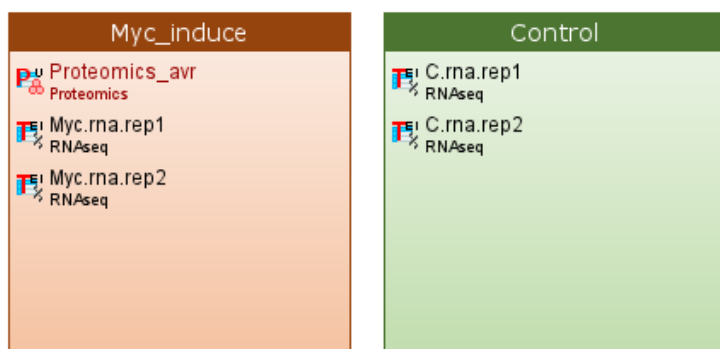 Myc_induce
Proteomics_avr
Proteomics
Myc.rna.rep1
RNAseq
Myc.rna.rep2
RNAseq
Control
C.rna.rep1
RNAseq
C.rna.rep2
RNAseq